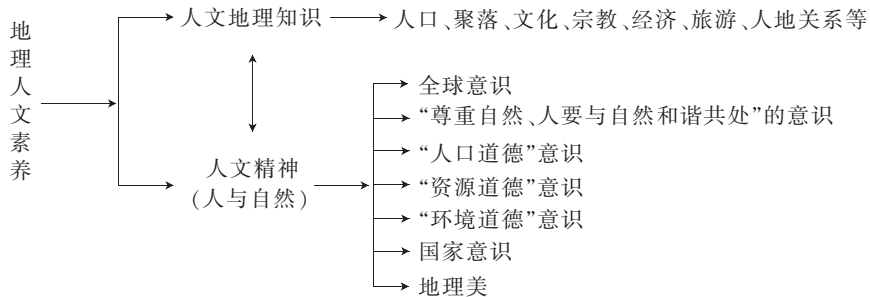 地理人文素养
人文地理知识
人口、聚落、文化、宗教、经济、旅游、人地关系等
人文精神
(人与自然)
全球意识
“尊重自然、人要与自然和谐共处”的意识
“人口道德”意识
“资源道德”意识
“环境道德”意识
国家意识
地理美